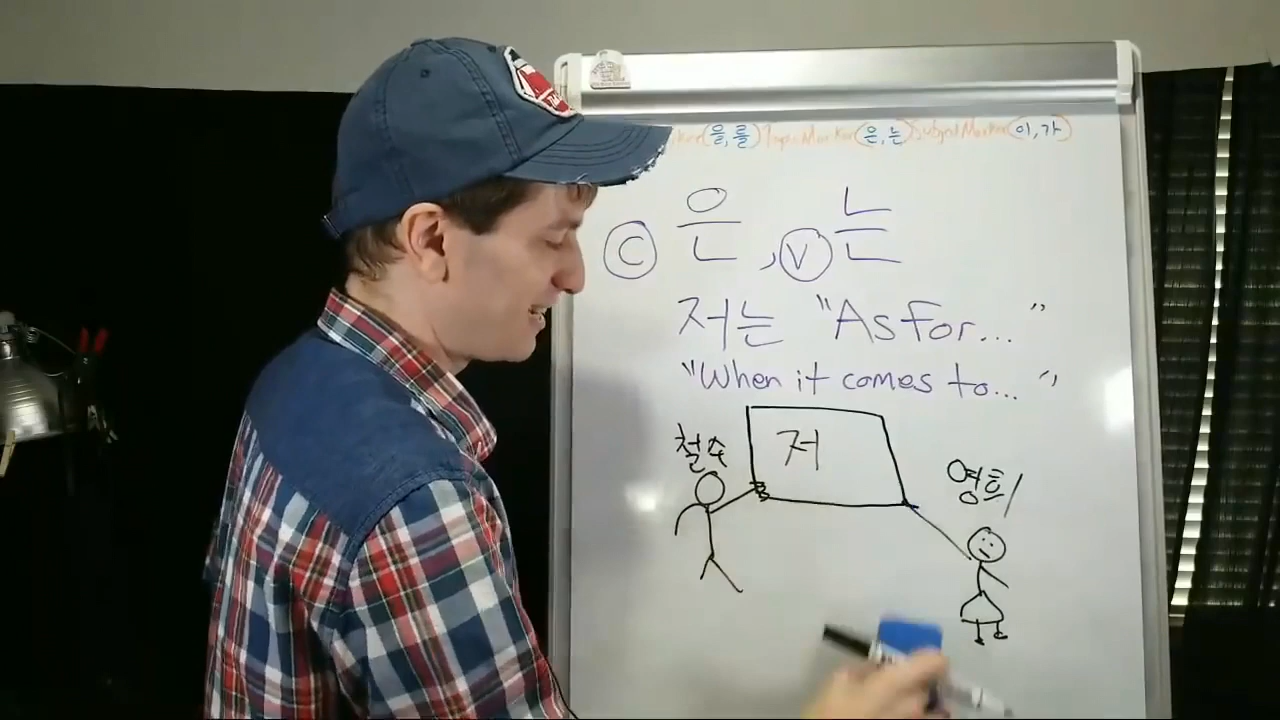 (을,를) Topic Marker (은,는) Subject Marker (이,가)
C 은, V 는
저는 "As for... "
"When it comes to... "
철수 저
영희